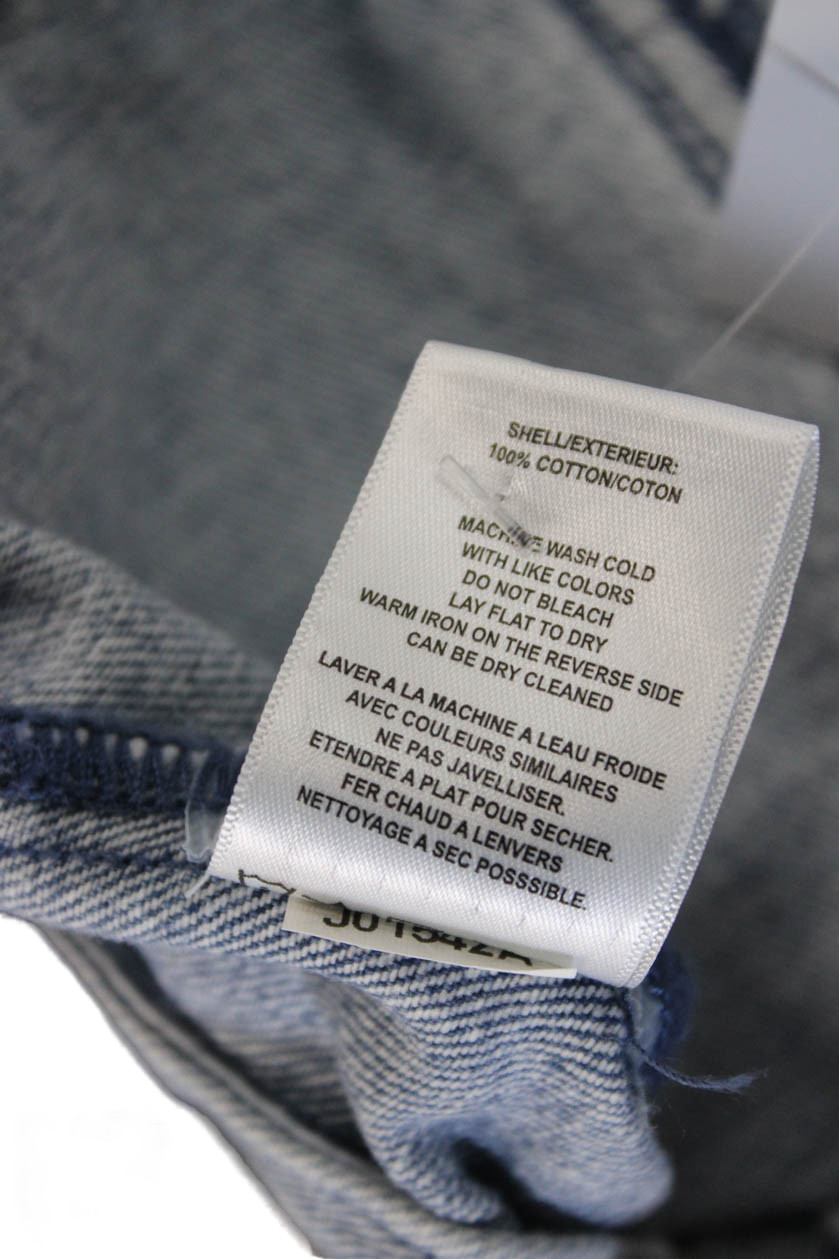 SHELL/EXTERIEUR:
100% COTTON/COTON
MACHINE WASH COLD
WITH LIKE COLORS
DO NOT BLEACH
LAY FLAT TO DRY
WARM IRON ON THE REVERSE SIDE
CAN BE DRY CLEANED
LAVER A LA MACHINE A LEAU FROIDE
AVEC COULEURS SIMILAIRES
NE PAS JAVELLISER.
ETENDRE A PLAT POUR SECHER.
FER CHAUD A LENVERS
NETTOYAGE A SEC POSSSIBLE.